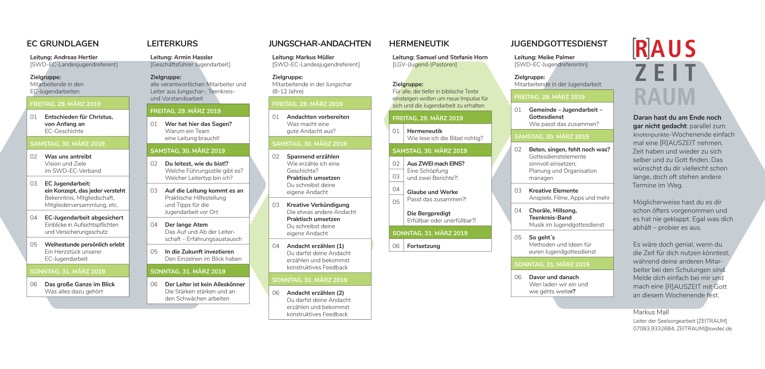 EC GRUNDLAGEN
Leitung: Andreas Hertler
[SWD-EC-Landesjugendreferent]
Zielgruppe:
Mitarbeitende in den
EC-Jugendarbeiten
FREITAG, 29. MÄRZ 2019
01 Entschieden für Christus,
von Anfang an
EC-Geschichte
SAMSTAG, 30. MÄRZ 2019
02 Was uns antreibt
Vision und Ziele
im SWD-EC-Verband
03 EC Jugendarbeit:
ein Konzept, das jeder versteht
Bekenntnis, Mitgliedschaft,
Mitgliederversammlung, etc.
04 EC-Jugendarbeit abgesichert
Einblicke in Aufsichtspflichten
und Versicherungsschutz
05 Weihestunde persönlich erlebt
Ein Herzstück unserer
EC-Jugendarbeit
SONNTAG, 31. MÄRZ 2019
06 Das große Ganze im Blick
Was alles dazu gehört
LEITERKURS
Leitung: Armin Hassler
[Geschäftsführer Jugendarbeit]
Zielgruppe:
alle verantwortlichen Mitarbeiter und
Leiter aus Jungschar-, Teenkreis-
und Vorstandsarbeit
FREITAG, 29. MÄRZ 2019
01 Wer hat hier das Sagen?
Warum ein Team
eine Leitung braucht!
SAMSTAG, 30. MÄRZ 2019
02 Du leitest, wie du bist!?
Welche Führungsstile gibt es?
Welcher Leitertyp bin ich?
03 Auf die Leitung kommt es an
Praktische Hilfestellung
und Tipps für die
Jugendarbeit vor Ort
04 Der lange Atem
Das Auf und Ab der Leiter-
schaft – Erfahrungsaustausch
05 In die Zukunft investieren
Den Einzelnen im Blick haben
SONNTAG, 31. MÄRZ 2019
06 Der Leiter ist kein Alleskönner
Die Stärken stärken und an
den Schwächen arbeiten
JUNGSCHAR-ANDACHTEN
Leitung: Markus Müller
[SWD-EC-Landesjugendreferent]
Zielgruppe:
Mitarbeitende in der Jungschar
(8-12 Jahre)
FREITAG, 29. MÄRZ 2019
01 Andachten vorbereiten
Was macht eine
gute Andacht aus?
SAMSTAG, 30. MÄRZ 2019
02 Spannend erzählen
Wie erzähle ich eine
Geschichte?
Praktisch umsetzen
Du schreibst deine
eigene Andacht
03 Kreative Verkündigung
Die etwas andere Andacht
Praktisch umsetzen
Du schreibst deine
eigene Andacht
04 Andacht erzählen (1)
Du darfst deine Andacht
erzählen und bekommst
konstruktives Feedback
SONNTAG, 31. MÄRZ 2019
06 Andacht erzählen (2)
Du darfst deine Andacht
erzählen und bekommst
konstruktives Feedback
HERMENEUTIK
Leitung: Samuel und Stefanie Horn
[LGV-(Jugend-)Pastoren]
Zielgruppe:
Für alle, die tiefer in biblische Texte
einsteigen wollen um neue Impulse für
sich und die Jugendarbeit zu erhalten
FREITAG, 29. MÄRZ 2019
01 Hermeneutik
Wie lese ich die Bibel richtig?
SAMSTAG, 30. MÄRZ 2019
02 Aus ZWEI mach EINS?
Eine Schöpfung
03 und zwei Berichte?!
04 Glaube und Werke
05 Passt das zusammen?!
Die Bergpredigt
Erfüllbar oder unerfüllbar?!
SONNTAG, 31. MÄRZ 2019
06 Fortsetzung
JUGENDGOTTESDIENST
Leitung: Meike Palmer
[SWD-EC-Jugendreferentin]
Zielgruppe:
Mitarbeitende in der Jugendarbeit
FREITAG, 29. MÄRZ 2019
01 Gemeinde – Jugendarbeit –
Gottesdienst
Wie passt das zusammen?
SAMSTAG, 30. MÄRZ 2019
02 Beten, singen, fehlt noch was?
Gottesdienstelemente
sinnvoll einsetzen;
Planung und Organisation
managen
03 Kreative Elemente
Anspiele, Filme, Apps und mehr
04 Choräle, Hillsong,
Teenkreis-Band
Musik im Jugendgottesdienst
05 So geht´s
Methoden und Ideen für
euren Jugendgottesdienst
SONNTAG, 31. MÄRZ 2019
06 Davor und danach
Wen laden wir ein und
wie gehts weiter?
[R]AUS
ZEIT
RAUM
Daran hast du am Ende noch
gar nicht gedacht: parallel zum
knotenpunkte-Wochenende einfach
mal eine [R]AUSZEIT nehmen.
Zeit haben und wieder zu sich
selber und zu Gott finden. Das
wünschst du dir vielleicht schon
lange, doch oft stehen andere
Termine im Weg.
Möglicherweise hast du es dir
schon öfters vorgenommen und
es hat nie geklappt. Egal was dich
abhält – probier es aus.
Es wäre doch genial, wenn du
die Zeit für dich nutzen könntest,
während deine anderen Mitar-
beiter bei den Schulungen sind.
Melde dich einfach bei mir und
mach eine [R]AUSZEIT mit Gott
an diesem Wochenende fest.
Markus Mall
Leiter der Seelsorgearbeit [ZEITRAUM]
07083.9332684, ZEITRAUM@swdec.de